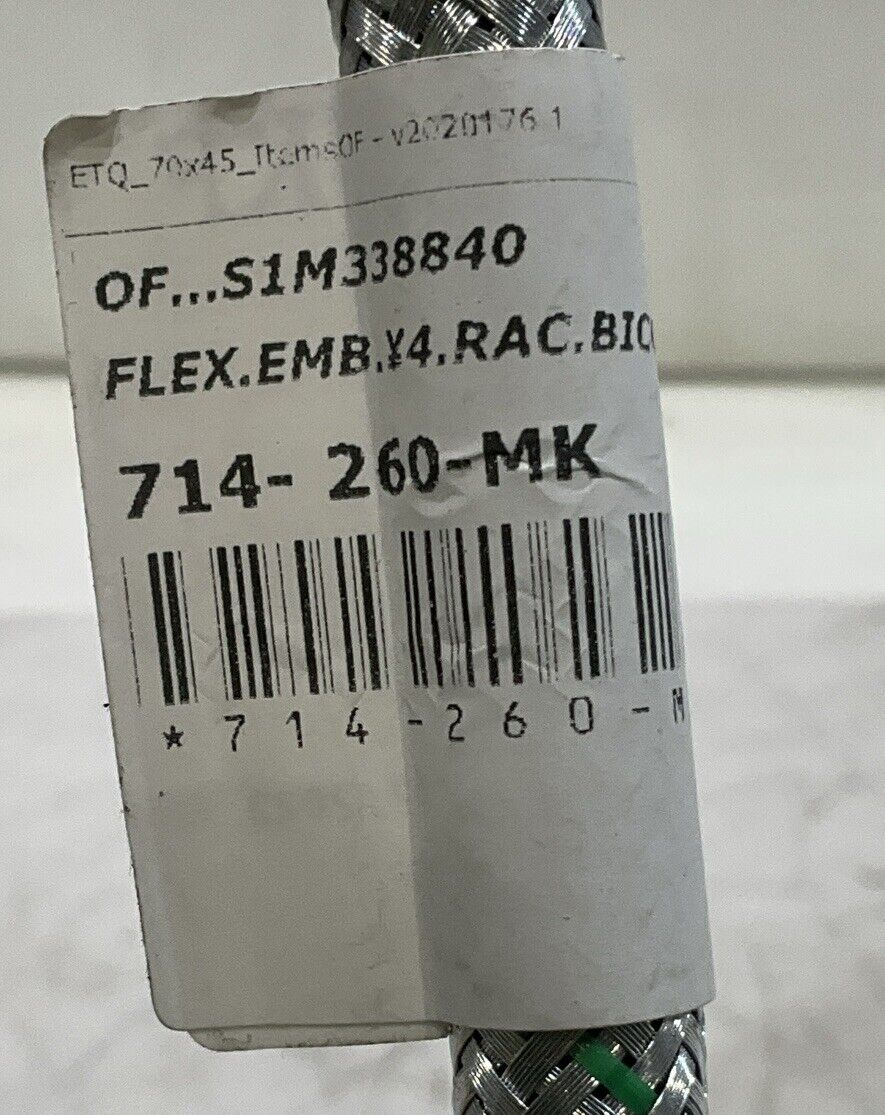 ETQ_70x45_ItemsOF - v2020176.1
OF...S1M338840
FLEX.EMB.¥4.RAC.BIC
714- 260-MK
*714-260-M